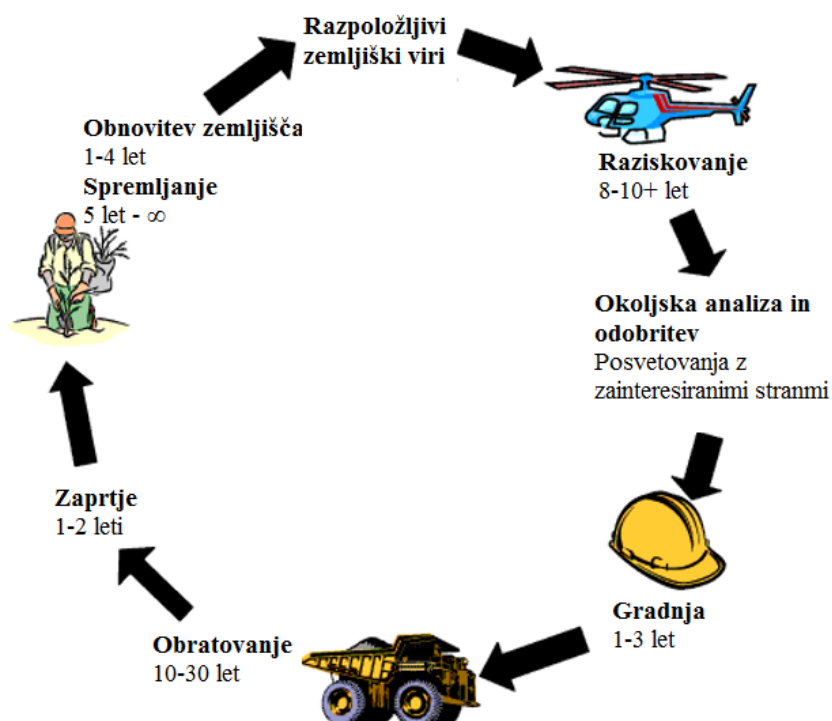 Razpoložljivi
zemljiški viri
Raziskovanje
8-10+ let
Okoljska analiza in
odobritev
Posvetovanja z
zainteresiranimi stranmi
Gradnja
1-3 let
Obratovanje
10-30 let
Zaprtje
1-2 leti
Obnovitev zemljišča
1-4 let
Spremljanje
5 let - ∞